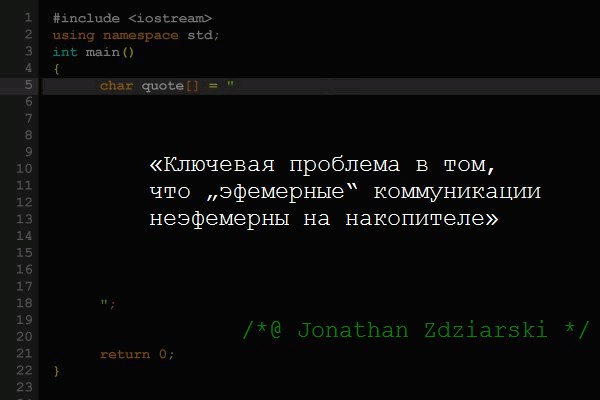 1 #include <iostream>
2 using namespace std;
3 int main()
4 {
5 char quote[] = "
6
7
8
9
10 «Ключевая проблема в том,
11 что „эфемерные“ коммуникации
12
13 неэфемерны на накопителе»
14
15
16
17
18 ";
19
20 /*@ Jonathan Zdziarski */
21 return 0;
22 }
23